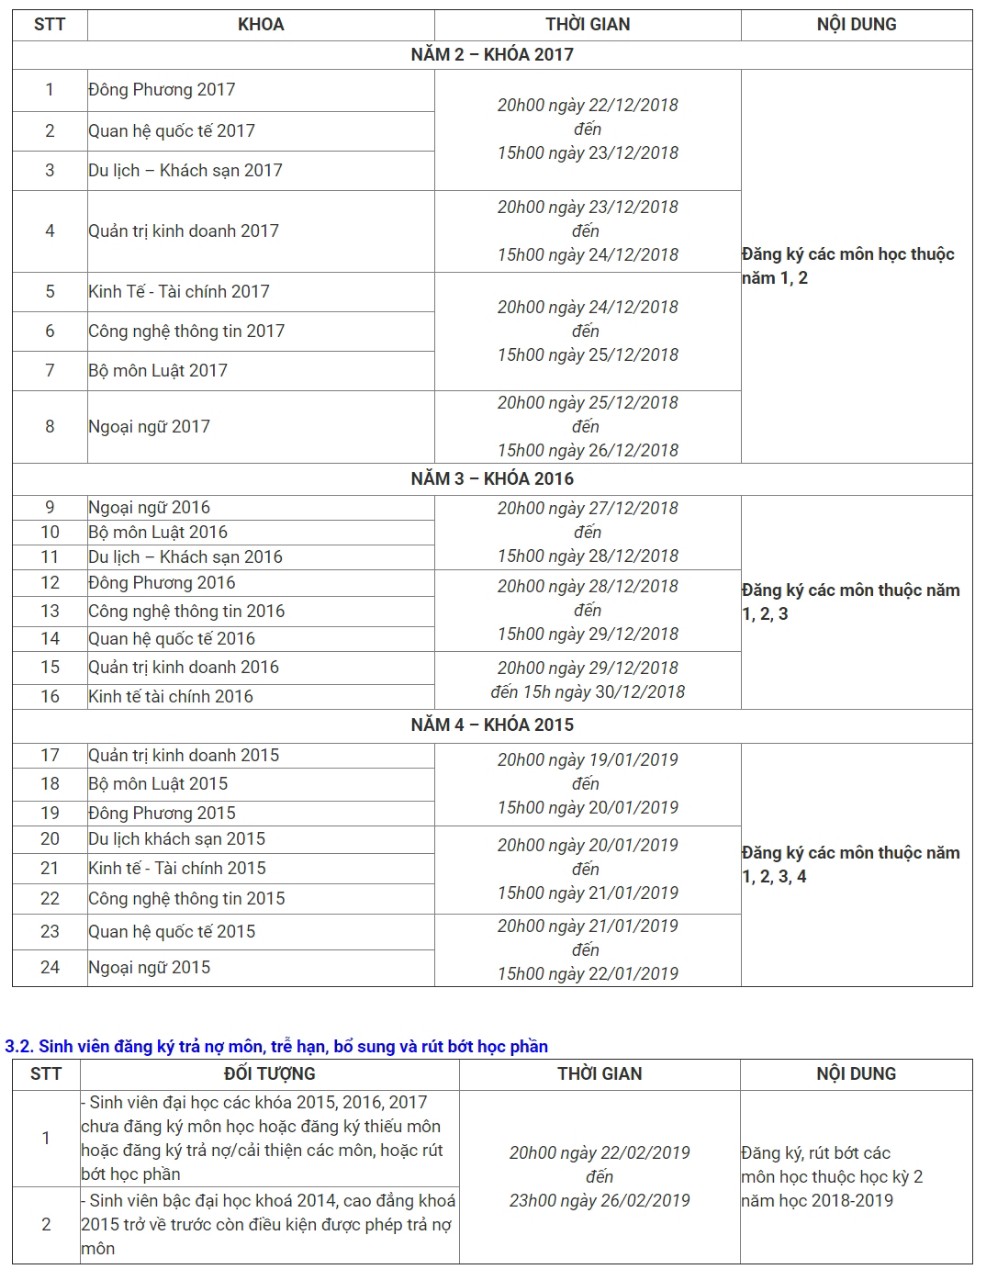 STT KHOA THỜI GIAN NỘI DUNG
NĂM 2 – KHÓA 2017
1 Đông Phương 2017
2 Quan hệ quốc tế 2017
3 Du lịch – Khách sạn 2017
20h00 ngày 22/12/2018
đến
15h00 ngày 23/12/2018
4 Quản trị kinh doanh 2017
20h00 ngày 23/12/2018
đến
15h00 ngày 24/12/2018
5 Kinh Tế - Tài chính 2017
6 Công nghệ thông tin 2017
7 Bộ môn Luật 2017
20h00 ngày 24/12/2018
đến
15h00 ngày 25/12/2018
8 Ngoại ngữ 2017
20h00 ngày 25/12/2018
đến
15h00 ngày 26/12/2018
Đăng ký các môn học thuộc
năm 1, 2
NĂM 3 – KHÓA 2016
9 Ngoại ngữ 2016
10 Bộ môn Luật 2016
11 Du lịch – Khách sạn 2016
20h00 ngày 27/12/2018
đến
15h00 ngày 28/12/2018
12 Đông Phương 2016
13 Công nghệ thông tin 2016
14 Quan hệ quốc tế 2016
20h00 ngày 28/12/2018
đến
15h00 ngày 29/12/2018
15 Quản trị kinh doanh 2016
16 Kinh tế tài chính 2016
20h00 ngày 29/12/2018
đến 15h ngày 30/12/2018
Đăng ký các môn thuộc năm
1, 2, 3
NĂM 4 – KHÓA 2015
17 Quản trị kinh doanh 2015
18 Bộ môn Luật 2015
19 Đông Phương 2015
20h00 ngày 19/01/2019
đến
15h00 ngày 20/01/2019
20 Du lịch khách sạn 2015
21 Kinh tế - Tài chính 2015
22 Công nghệ thông tin 2015
20h00 ngày 20/01/2019
đến
15h00 ngày 21/01/2019
23 Quan hệ quốc tế 2015
24 Ngoại ngữ 2015
20h00 ngày 21/01/2019
đến
15h00 ngày 22/01/2019
Đăng ký các môn thuộc năm
1, 2, 3, 4
3.2. Sinh viên đăng ký trả nợ môn, trễ hạn, bổ sung và rút bớt học phần
STT ĐỐI TƯỢNG THỜI GIAN NỘI DUNG
1
- Sinh viên đại học các khóa 2015, 2016, 2017
chưa đăng ký môn học hoặc đăng ký thiếu môn
hoặc đăng ký trả nợ/cải thiện các môn, hoặc rút
bớt học phần
2
- Sinh viên bậc đại học khoá 2014, cao đẳng khoá
2015 trở về trước còn điều kiện được phép trả nợ
môn
20h00 ngày 22/02/2019
đến
23h00 ngày 26/02/2019
Đăng ký, rút bớt các
môn học thuộc học kỳ 2
năm học 2018-2019